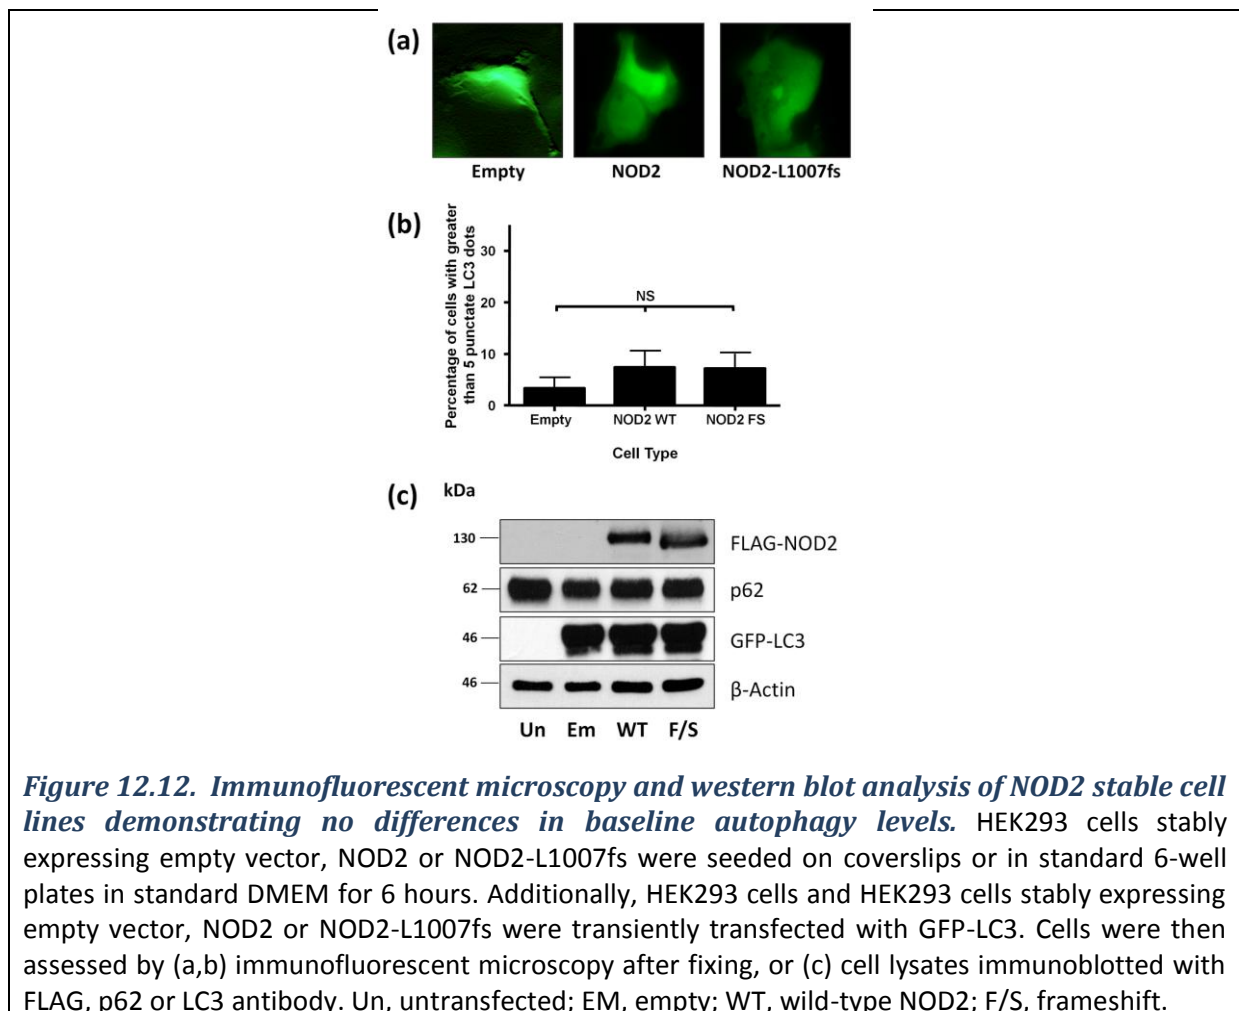 (a)
Empty NOD2 NOD2-L1007fs
(b)
Percentage of cells with greater
than 5 punctate LC3 dots
30
20
10
0
NS
Empty NOD2 WT NOD2 FS
Cell Type
(c) kDa
130 FLAG-NOD2
62 p62
46 GFP-LC3
46 β-Actin
Un Em WT F/S
Figure 12.12. Immunofluorescent microscopy and western blot analysis of NOD2 stable cell
lines demonstrating no differences in baseline autophagy levels. HEK293 cells stably
expressing empty vector, NOD2 or NOD2-L1007fs were seeded on coverslips or in standard 6-well
plates in standard DMEM for 6 hours. Additionally, HEK293 cells and HEK293 cells stably expressing
empty vector, NOD2 or NOD2-L1007fs were transiently transfected with GFP-LC3. Cells were then
assessed by (a,b) immunofluorescent microscopy after fixing, or (c) cell lysates immunoblotted with
FLAG, p62 or LC3 antibody. Un, untransfected; EM, empty; WT, wild-type NOD2; F/S, frameshift.